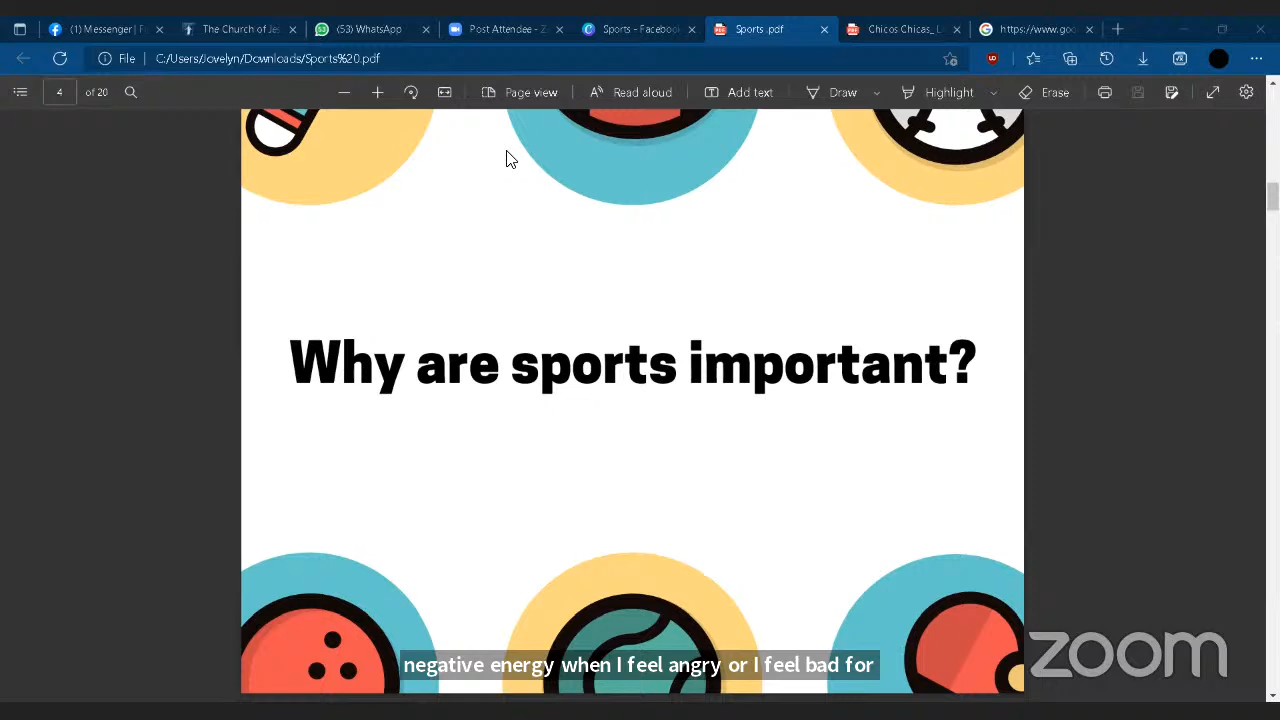 (1) Messenger | F
The Church of Jes
(53) WhatsApp
Post Attendee - Z
Sports - Facebook
Sports .pdf
Chicos Chicas_ L
https://www.goo
File
C:/Users/Jovelyn/Downloads/Sports%20.pdf
4
of 20
Page view
Read aloud
Add text
Draw
Highlight
Erase
Why are sports important?
negative energy when I feel angry or I feel bad for
zoom